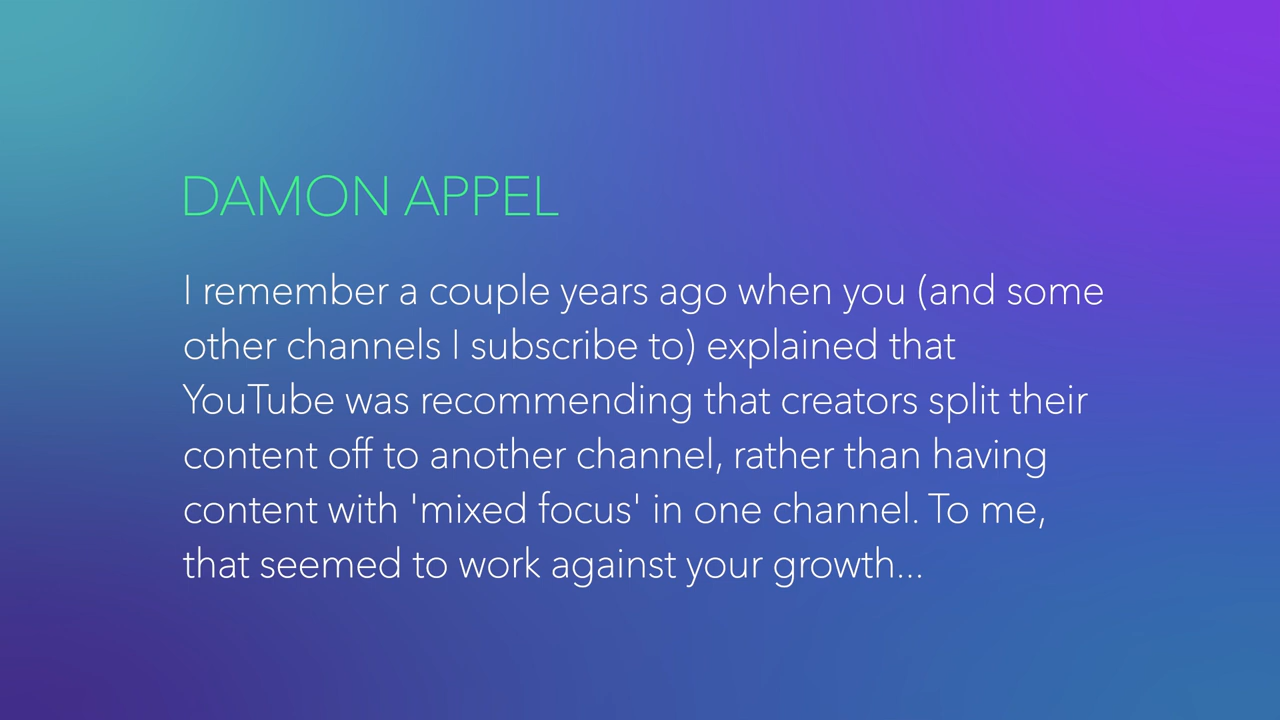 DAMON APPEL
I remember a couple years ago when you (and some
other channels I subscribe to) explained that
YouTube was recommending that creators split their
content off to another channel, rather than having
content with 'mixed focus' in one channel. To me,
that seemed to work against your growth...